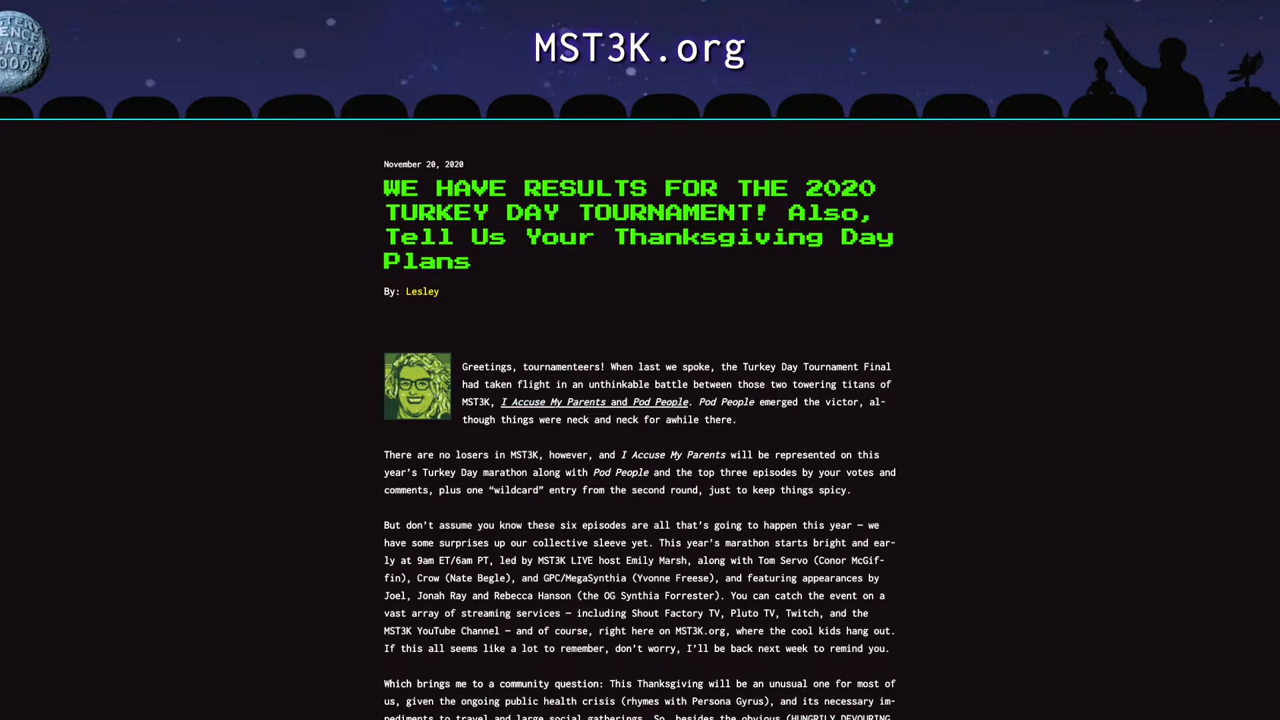 MST3K.org
November 20, 2020
WE HAVE RESULTS FOR THE 2020
TURKEY DAY TOURNAMENT! Also,
Tell Us Your Thanksgiving Day
Plans
By: Lesley
Greetings, tournamenteers! When last we spoke, the Turkey Day Tournament Final
had taken flight in an unthinkable battle between those two towering titans of
MST3K, I Accuse My Parents and Pod People. Pod People emerged the victor, al-
though things were neck and neck for awhile there.
There are no losers in MST3K, however, and I Accuse My Parents will be represented on this
year’s Turkey Day marathon along with Pod People and the top three episodes by your votes and
comments, plus one “wildcard” entry from the second round, just to keep things spicy.
But don’t assume you know these six episodes are all that’s going to happen this year — we
have some surprises up our collective sleeve yet. This year’s marathon starts bright and ear-
ly at 9am ET/6am PT, led by MST3K LIVE host Emily Marsh, along with Tom Servo (Conor McGif-
fin), Crow (Nate Begle), and GPC/MegaSynthia (Yvonne Freese), and featuring appearances by
Joel, Jonah Ray and Rebecca Hanson (the OG Synthia Forrester). You can catch the event on a
vast array of streaming services — including Shout Factory TV, Pluto TV, Twitch, and the
MST3K YouTube Channel — and of course, right here on MST3K.org, where the cool kids hang out.
If this all seems like a lot to remember, don’t worry, I’ll be back next week to remind you.
Which brings me to a community question: This Thanksgiving will be an unusual one for most of
us, given the ongoing public health crisis (rhymes with Persona Gyrus), and its necessary im-
pediments to travel and large social gatherings. So, besides the obvious (HUNGRILY DEVOURING